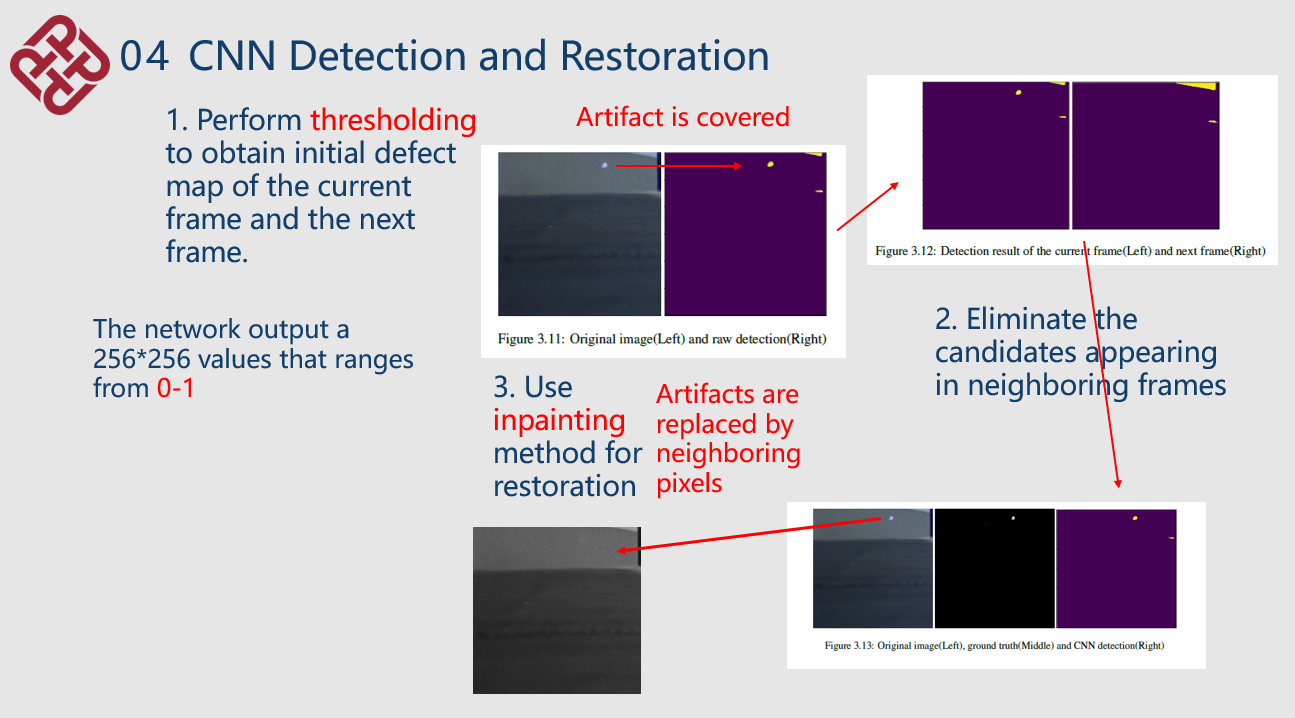 04 CNN Detection and Restoration
1. Perform thresholding
to obtain initial defect
map of the current
frame and the next
frame.
The network output a
256*256 values that ranges
from 0-1
Artifact is covered
Figure 3.11: Original image(Left) and raw detection(Right)
Figure 3.12: Detection result of the current frame(Left) and next frame(Right)
2. Eliminate the
candidates appearing
in neighboring frames
3. Use
inpainting
method for
restoration
Artifacts are
replaced by
neighboring
pixels
Figure 3.13: Original image(Left), ground truth(Middle) and CNN detection(Right)